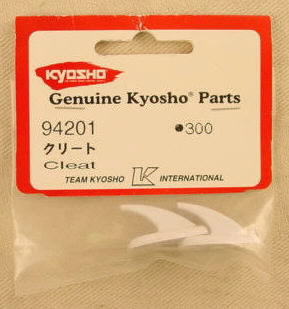 KYOSHO
Genuine Kyosho® Parts
94201 ●300
クリート
Cleat
TEAM KYOSHO K INTERNATIONAL